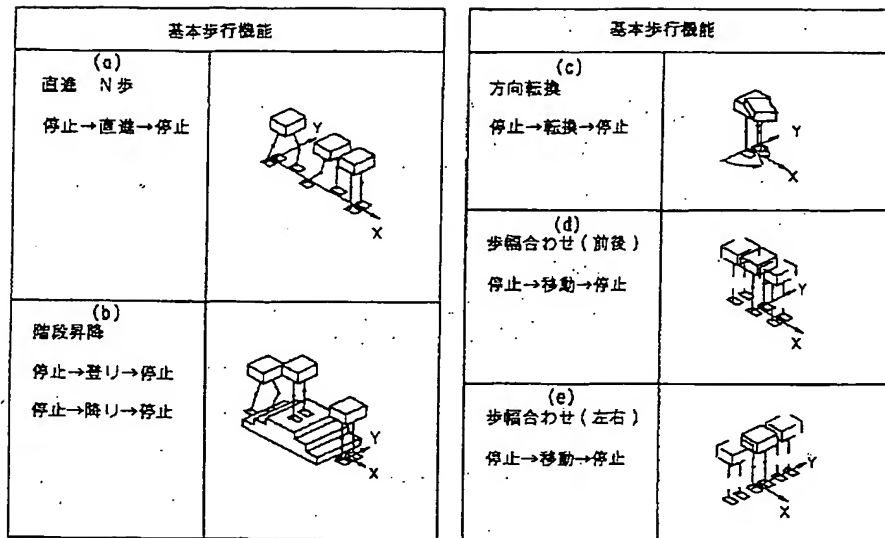 基本歩行機能
(a)
直進 N歩
停止→直進→停止
Y
X
(b)
階段昇降
停止→登り→停止
停止→降り→停止
Y
X
基本歩行機能
(c)
方向転換
停止→転換→停止
Y
X
(d)
歩幅合わせ(前後)
停止→移動→停止
Y
X
(e)
歩幅合わせ(左右)
停止→移動→停止
Y
X